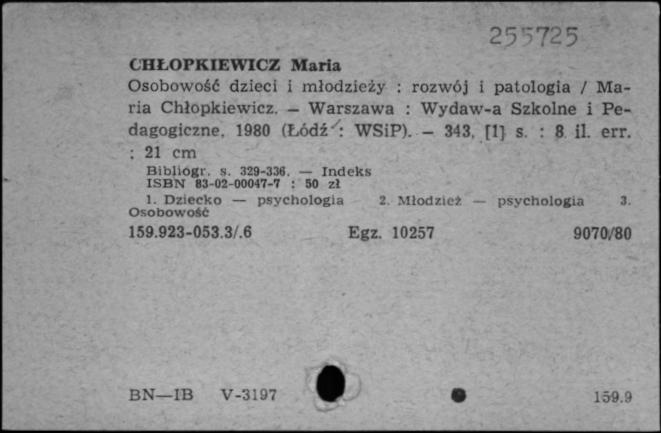 255725
CHŁOPKIEWICZ Maria
Osobowość dzieci i młodzieży : rozwój i patologia / Ma-
ria Chłopkiewicz. — Warszawa : Wydaw-a Szkolne i Pe-
dagogiczne, 1980 (Łódź : WSiP). — 343, [1] s. : 8 il. err.
; 21 cm
Bibliogr. s. 329-336. — Indeks
ISBN 83-02-00047-7 : 50 zł
1. Dziecko — psychologia 2. Młodzież — psychologia 3.
Osobowość
159.923-053.3/.6 Egz. 10257 9070/80
BN—IB V-3197 159.9